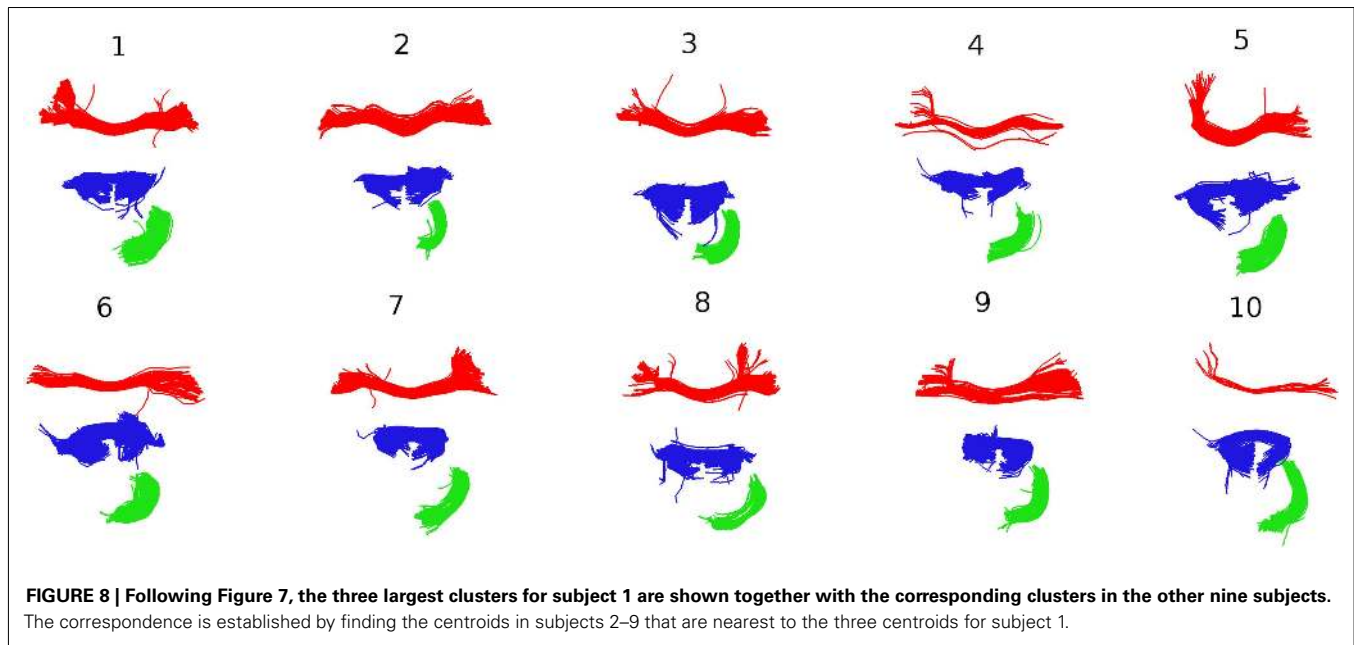 1 2 3 4 5
6 7 8 9 10
FIGURE 8 | Following Figure 7, the three largest clusters for subject 1 are shown together with the corresponding clusters in the other nine subjects.
The correspondence is established by finding the centroids in subjects 2–9 that are nearest to the three centroids for subject 1.